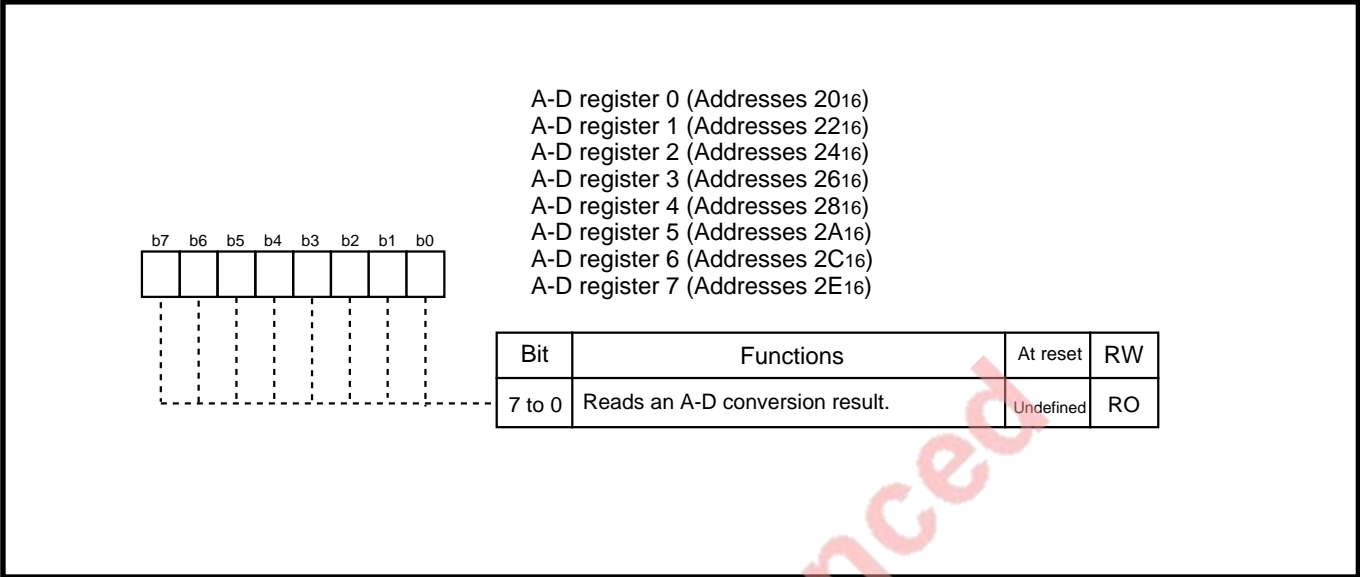 A-D register 0 (Addresses 2016)
A-D register 1 (Addresses 2216)
A-D register 2 (Addresses 2416)
A-D register 3 (Addresses 2616)
A-D register 4 (Addresses 2816)
A-D register 5 (Addresses 2A16)
A-D register 6 (Addresses 2C16)
A-D register 7 (Addresses 2E16)
b7 b6 b5 b4 b3 b2 b1 b0
Bit Functions At reset RW
7 to 0 Reads an A-D conversion result. Undefined RO